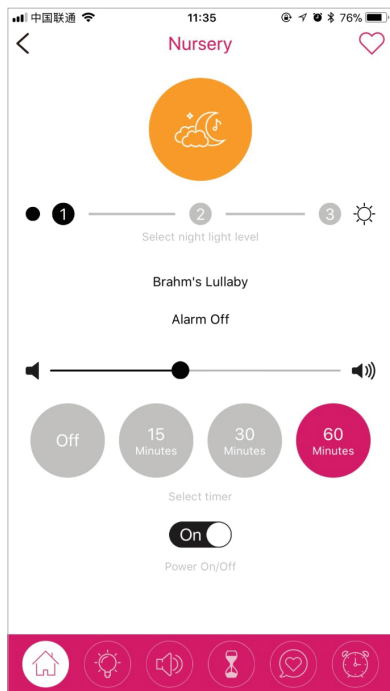 中国联通 11:35 76%
Nursery
1 2 3
Select night light level
Brahm's Lullaby
Alarm Off
Off 15 Minutes 30 Minutes 60 Minutes
Select timer
On
Power On/Off